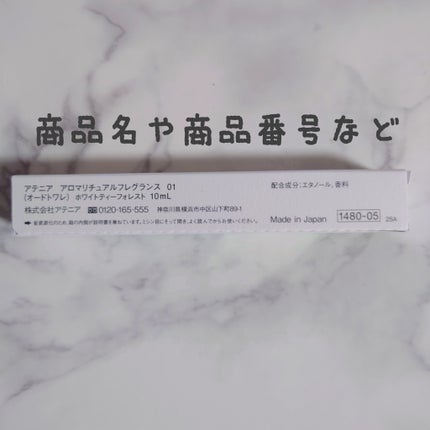 商品名や商品番号など
アテニア アロマリチュアルフレグランス 01
(オードトワレ) ホワイトティーフォレスト 10mL
株式会社アテニア 0120-165-555 神奈川県横浜市中区山下町89-1
配合成分:エタノール、香料
Made in Japan 1480-05 25A